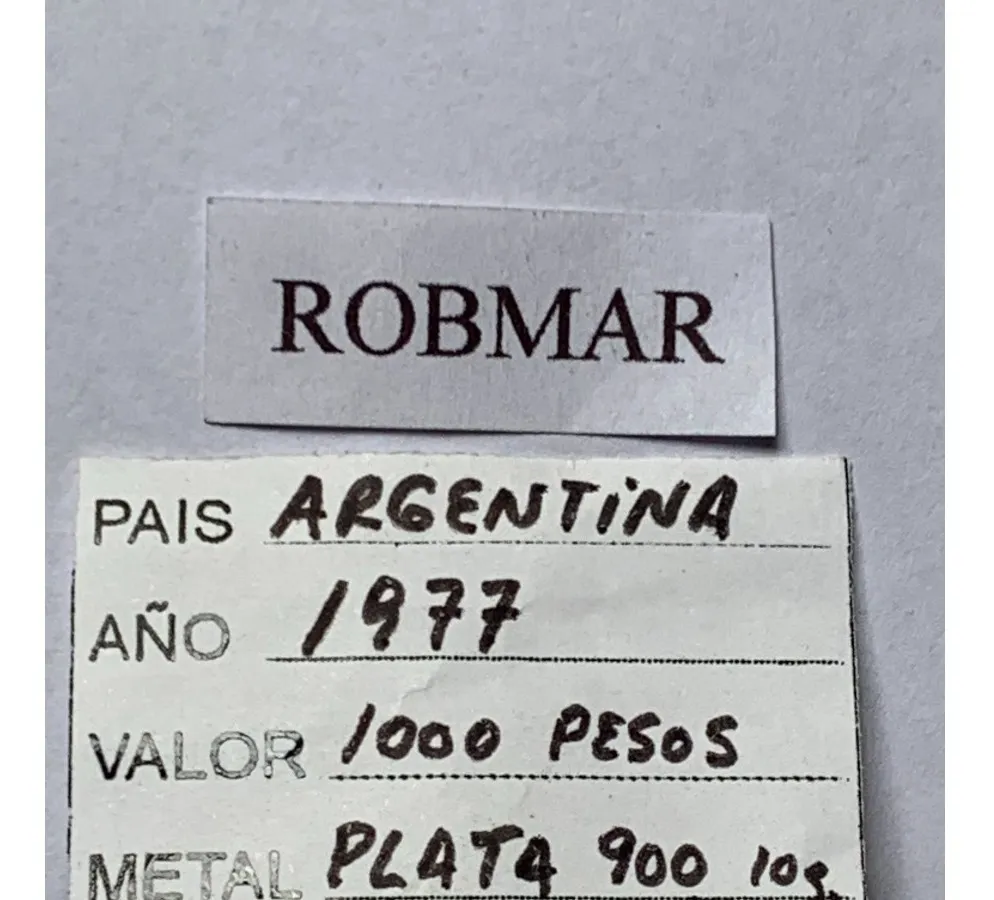 ROBMAR
PAIS ARGENTINA
AÑO 1977
VALOR 1000 PESOS
METAL PLATA 900 10g.